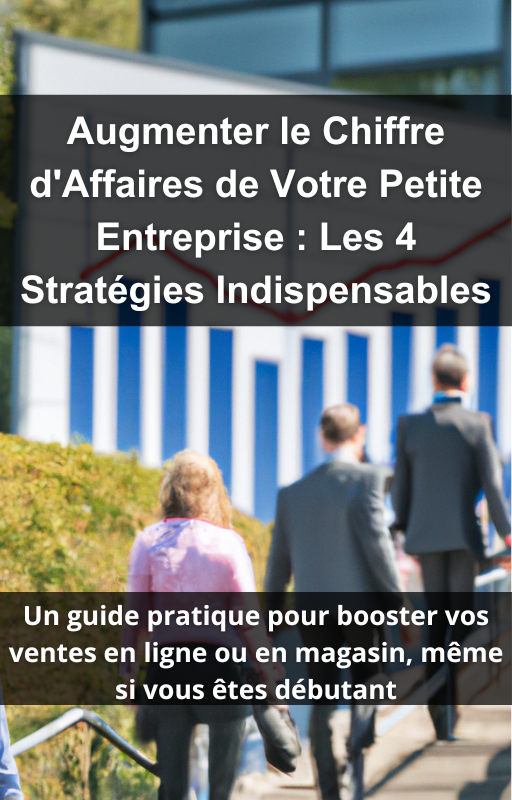 Augmenter le Chiffre
d'Affaires de Votre Petite
Entreprise : Les 4
Stratégies Indispensables
Un guide pratique pour booster vos
ventes en ligne ou en magasin, même
si vous êtes débutant